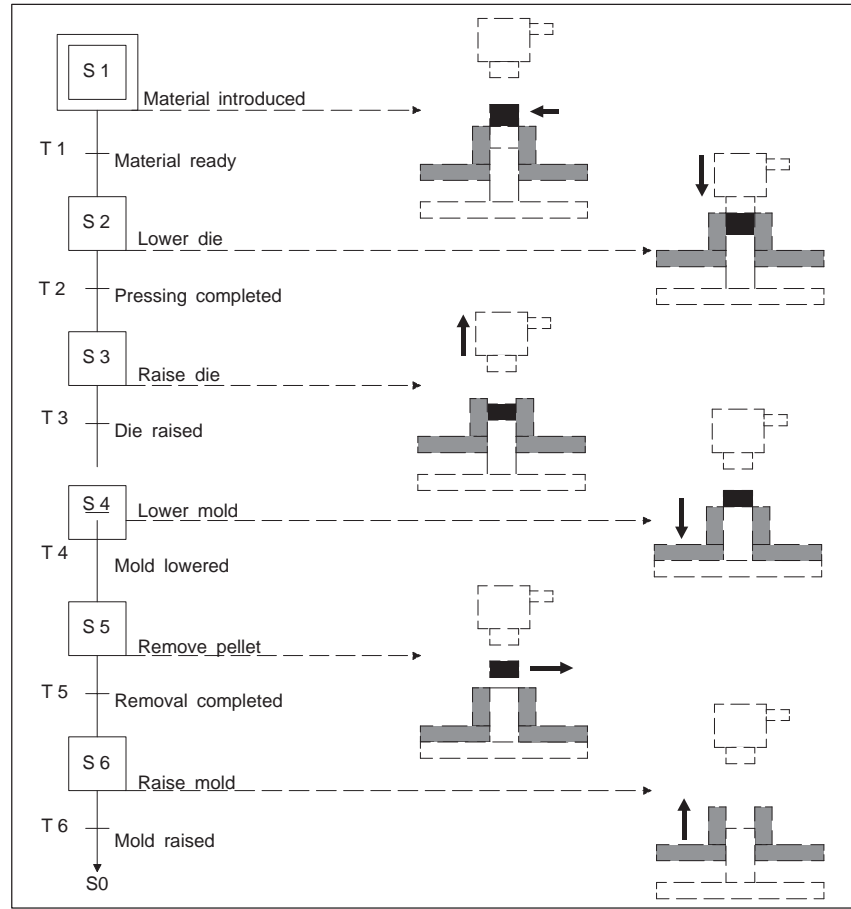 S 1
Material introduced
T 1
Material ready
S 2
Lower die
T 2
Pressing completed
S 3
Raise die
T 3
Die raised
S 4
Lower mold
T 4
Mold lowered
S 5
Remove pellet
T 5
Removal completed
S 6
Raise mold
T 6
Mold raised
S0